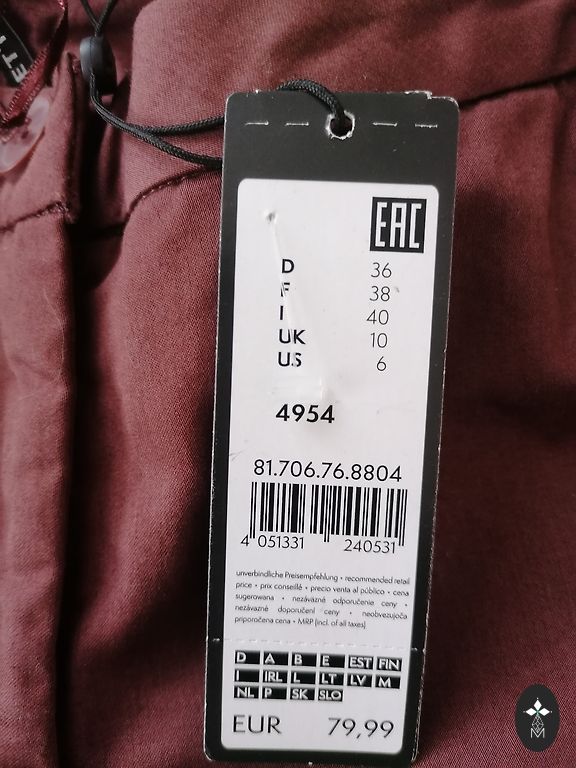 EAC
D 36
F 38
I 40
UK 10
US 6
4954
81.706.76.8804
4 051331 240531
unverbindliche Preisempfehlung • recommended retail
price • prix conseillé • precio venta al público • cena
sugerowana • nezávazné odporučenie ceny •
nezávazné doporučení ceny • neobvezujoča
priporočena cena • MRP (incl. of all taxes)
D A B E EST FIN
I IRL L LT LV M
NL P SK SLO
EUR 79,99
M